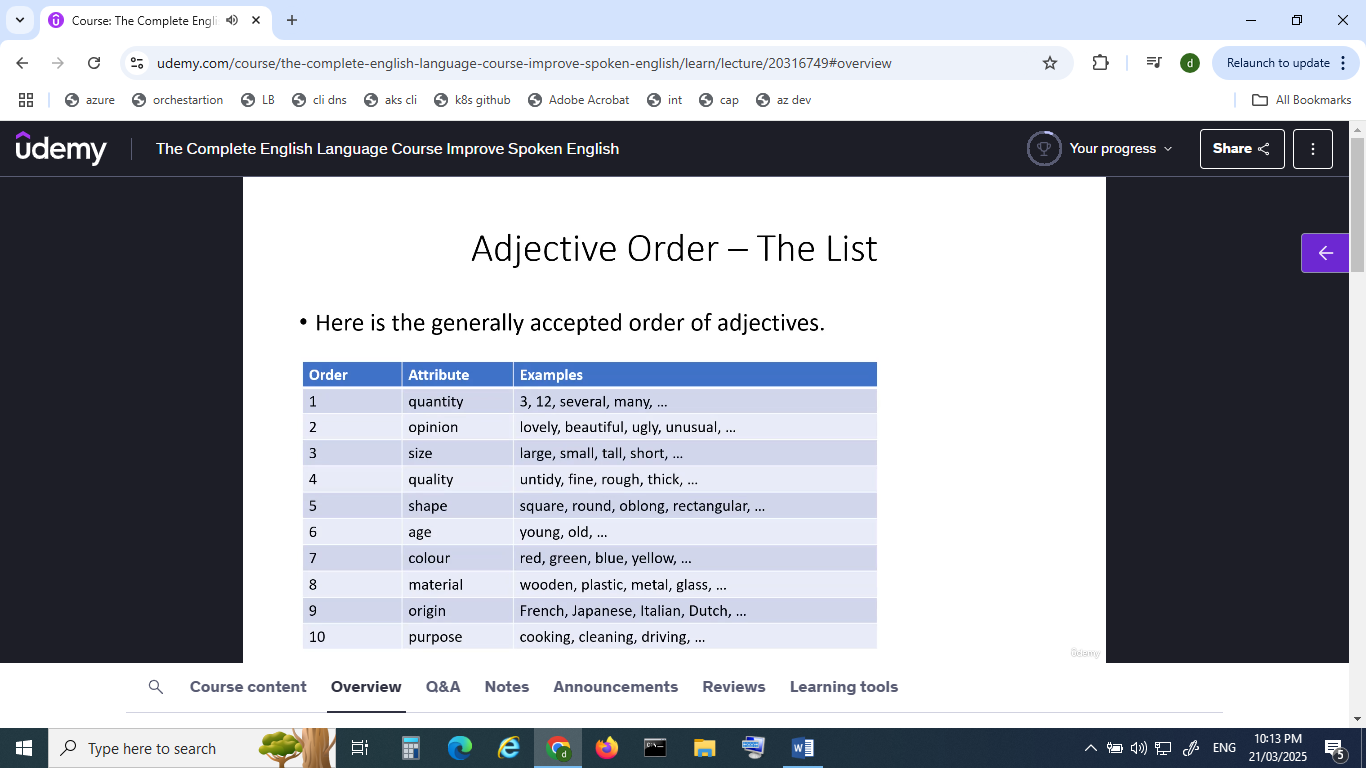 Course: The Complete Engli
udemy.com/course/the-complete-english-language-course-improve-spoken-english/learn/lecture/20316749#overview
d
Relaunch to update
azure orchestartion LB cli dns aks cli k8s github Adobe Acrobat int cap az dev All Bookmarks
ûdemy The Complete English Language Course Improve Spoken English Your progress Share
Adjective Order – The List
• Here is the generally accepted order of adjectives.
Order Attribute Examples
1 quantity 3, 12, several, many, ...
2 opinion lovely, beautiful, ugly, unusual, ...
3 size large, small, tall, short, ...
4 quality untidy, fine, rough, thick, ...
5 shape square, round, oblong, rectangular, ...
6 age young, old, ...
7 colour red, green, blue, yellow, ...
8 material wooden, plastic, metal, glass, ...
9 origin French, Japanese, Italian, Dutch, ...
10 purpose cooking, cleaning, driving, ...
ûdemy
Course content Overview Q&A Notes Announcements Reviews Learning tools
Type here to search
ENG
10:13 PM
21/03/2025
5